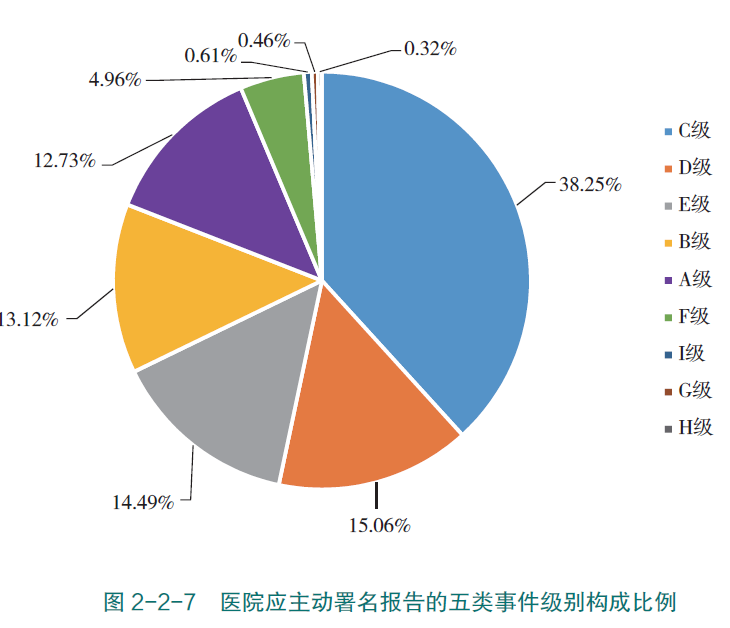 0.46%
0.32%
0.61%
4.96%
12.73%
38.25%
13.12%
14.49%
15.06%
C级
D级
E级
B级
A级
F级
I级
G级
H级
图 2-2-7 医院应主动署名报告的五类事件级别构成比例